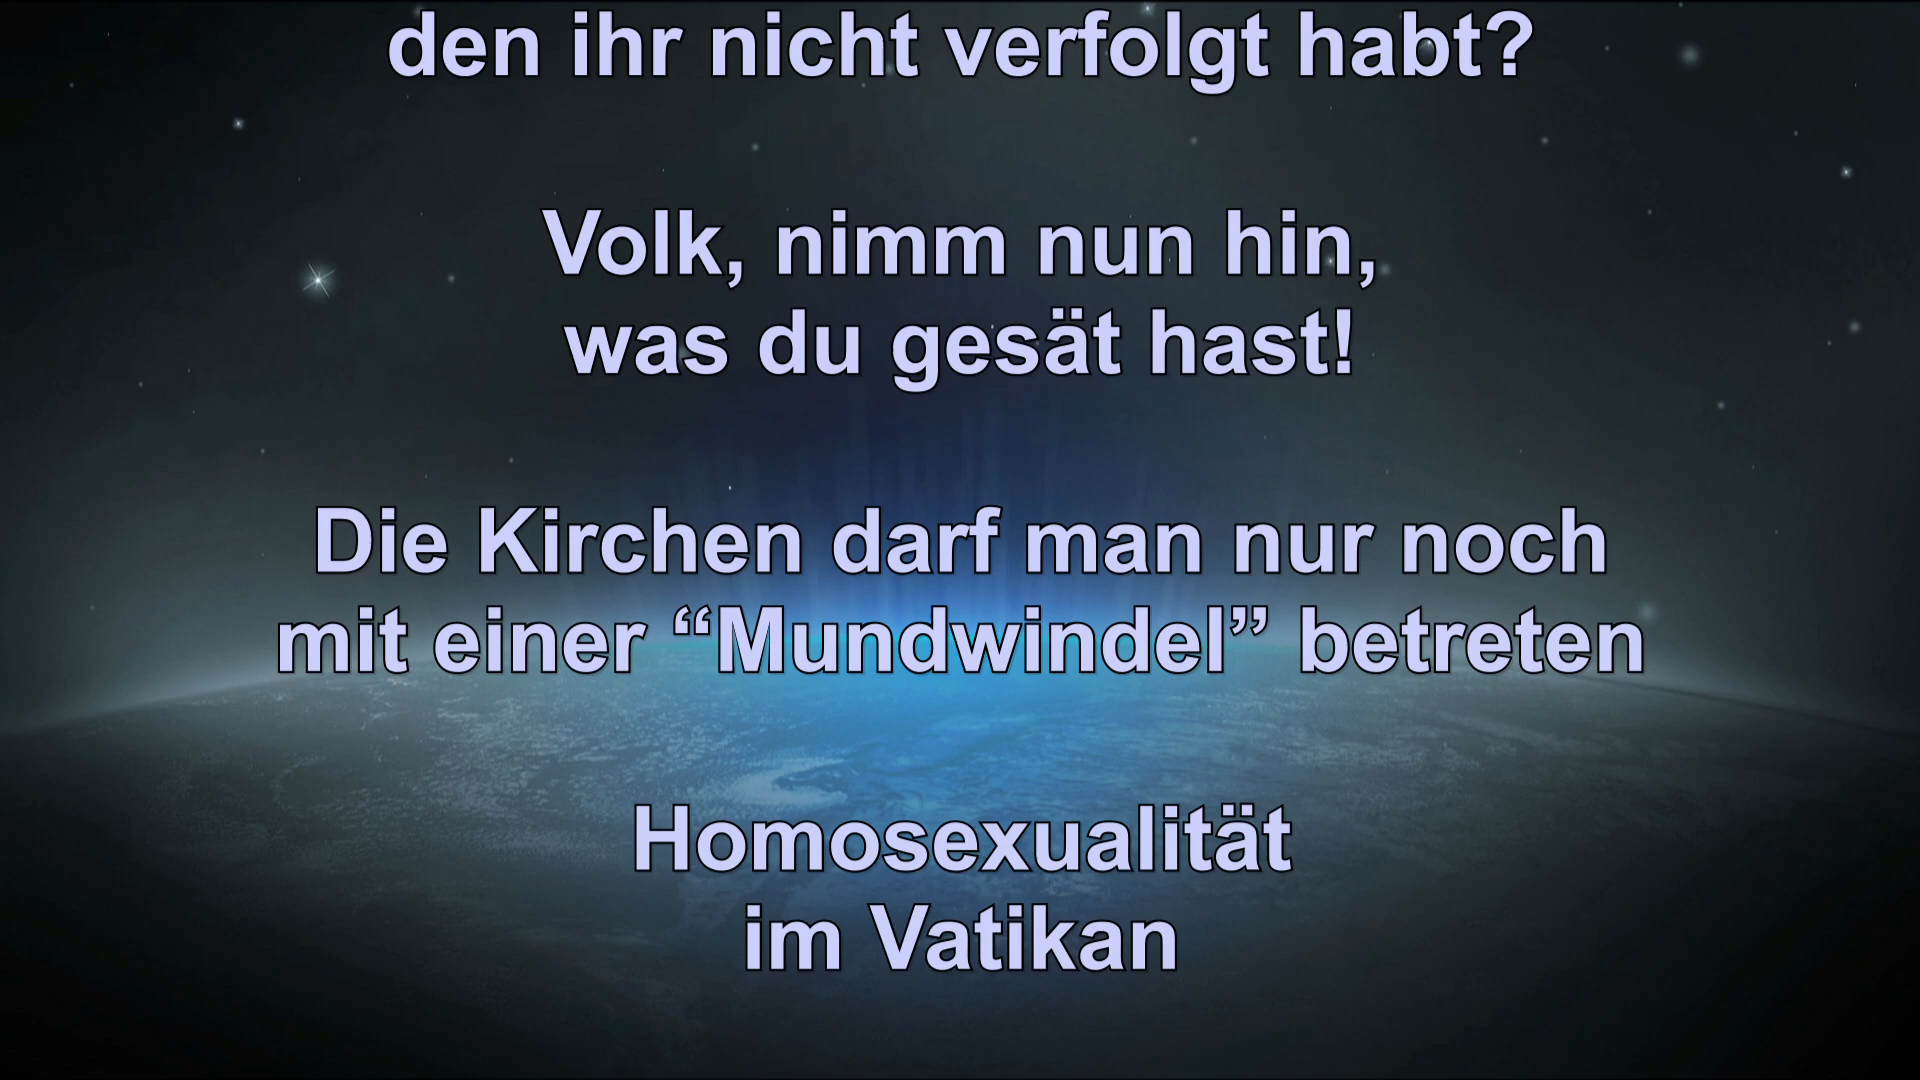 den ihr nicht verfolgt habt?
Volk, nimm nun hin,
was du gesät hast!
Die Kirchen darf man nur noch
mit einer “Mundwindel” betreten
Homosexualität
im Vatikan